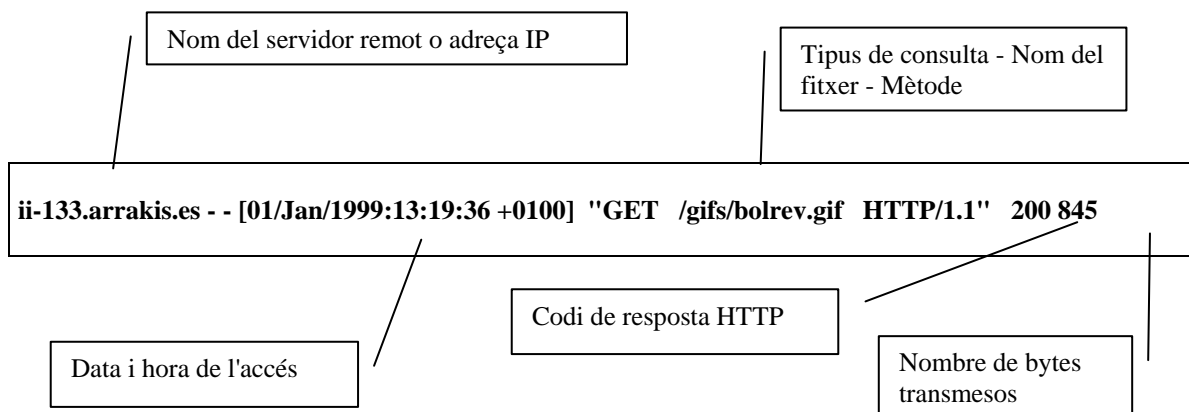 Nom del servidor remot o adreça IP
Tipus de consulta - Nom del
fitxer - Mètode
ii-133.arrakis.es - - [01/Jan/1999:13:19:36 +0100] "GET /gifs/bolrev.gif HTTP/1.1" 200 845
Codi de resposta HTTP
Data i hora de l'accés
Nombre de bytes
transmesos